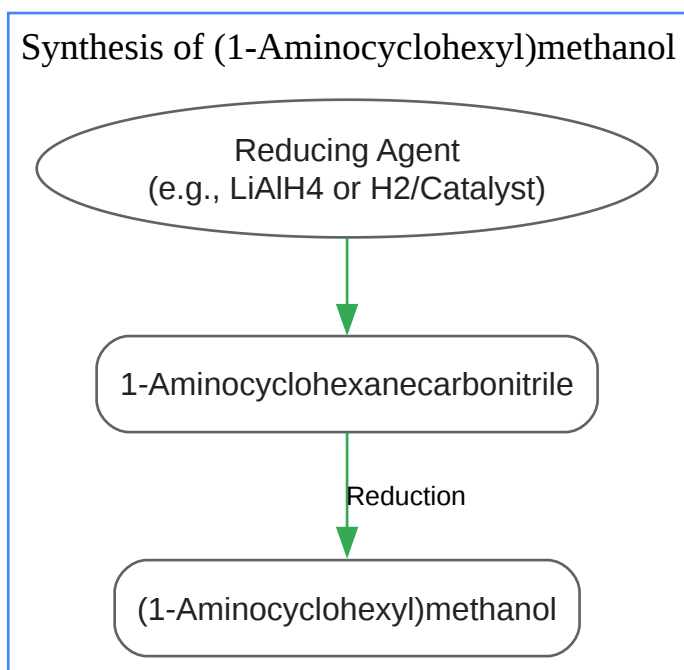 Synthesis of (1-Aminocyclohexyl)methanol
Reducing Agent
(e.g., LiAlH4 or H2/Catalyst)
1-Aminocyclohexanecarbonitrile
Reduction
(1-Aminocyclohexyl)methanol